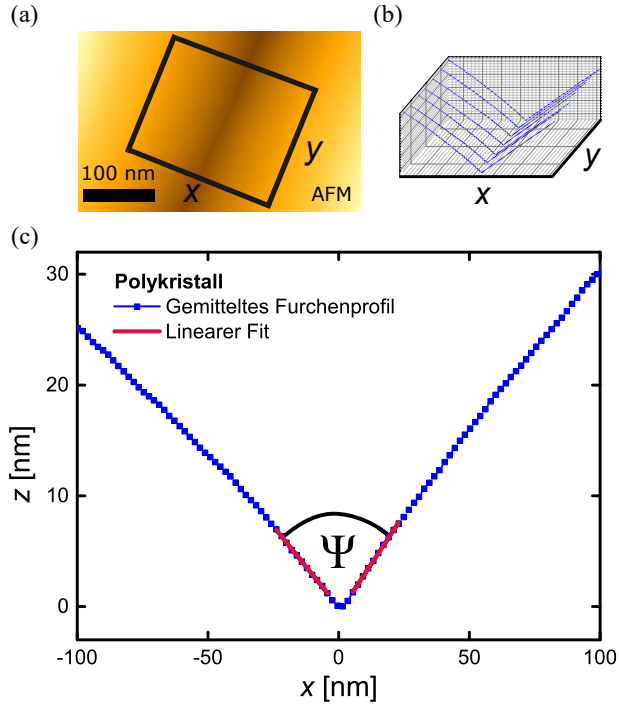 (a)
(b)
100 nm
x
y
AFM
x
y
(c)
Polykristall
Gemitteltes Furchenprofil
Linearer Fit
Ψ
z [nm]
30
20
10
0
-100
-50
0
50
100
x [nm]